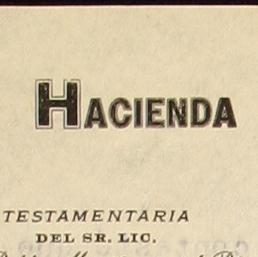 HACIENDA
TESTAMENTARIA
DEL SR. LIC.